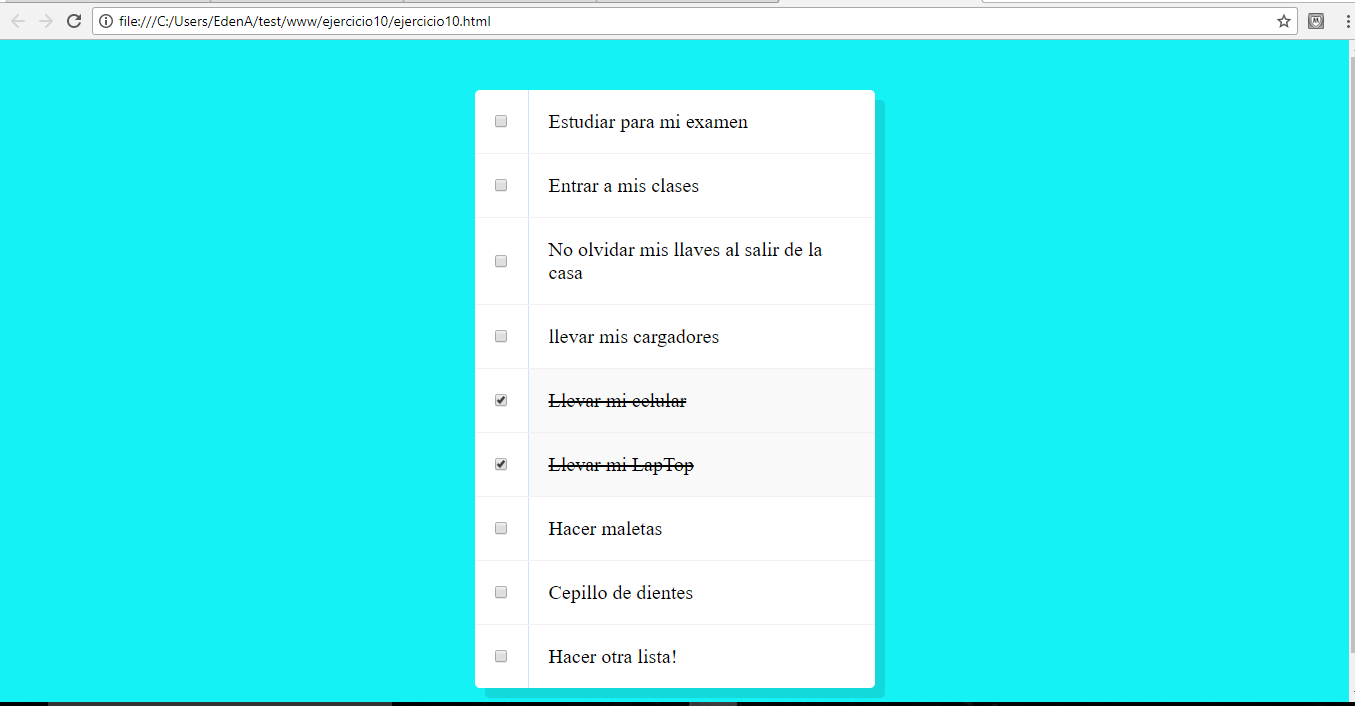 file:///C:/Users/EdenA/test/www/ejercicio10/ejercicio10.html
Estudiar para mi examen
Entrar a mis clases
No olvidar mis llaves al salir de la
casa
llevar mis cargadores
Llevar mi celular
Llevar mi LapTop
Hacer maletas
Cepillo de dientes
Hacer otra lista!